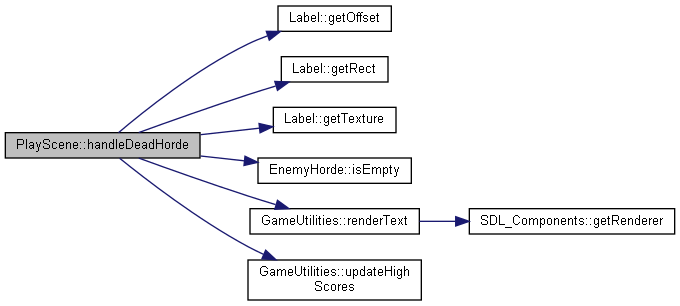 Label::getOffset
Label::getRect
Label::getTexture
PlayScene::handleDeadHorde
EnemyHorde::isEmpty
GameUtilities::renderText
SDL_Components::getRenderer
GameUtilities::updateHigh
Scores